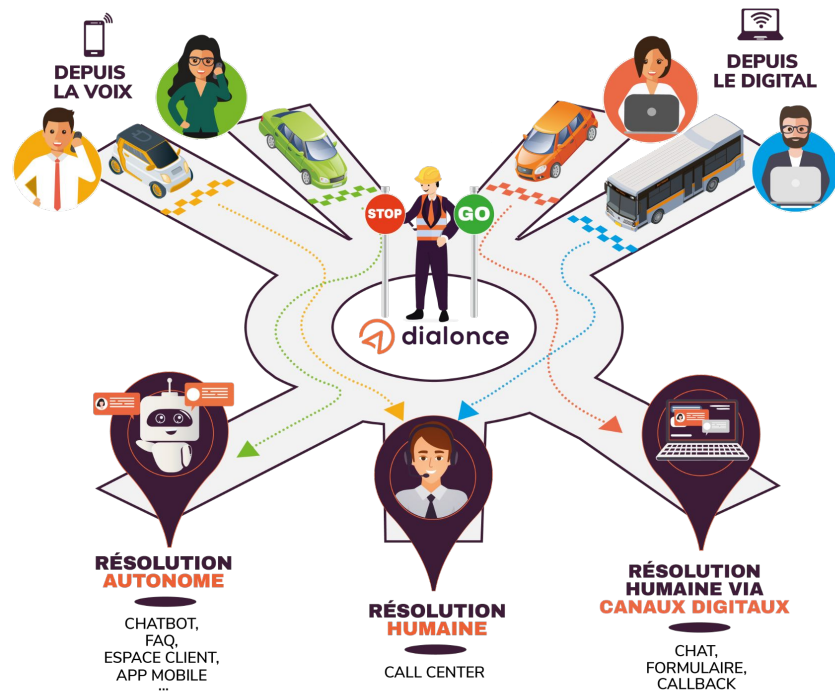 DEPUIS
LA VOIX
DEPUIS
LE DIGITAL
STOP
GO
dialonce
RÉSOLUTION
AUTONOME
CHATBOT,
FAQ,
ESPACE CLIENT,
APP MOBILE
...
RÉSOLUTION
HUMAINE
CALL CENTER
RÉSOLUTION
HUMAINE VIA
CANAUX DIGITAUX
CHAT,
FORMULAIRE,
CALLBACK